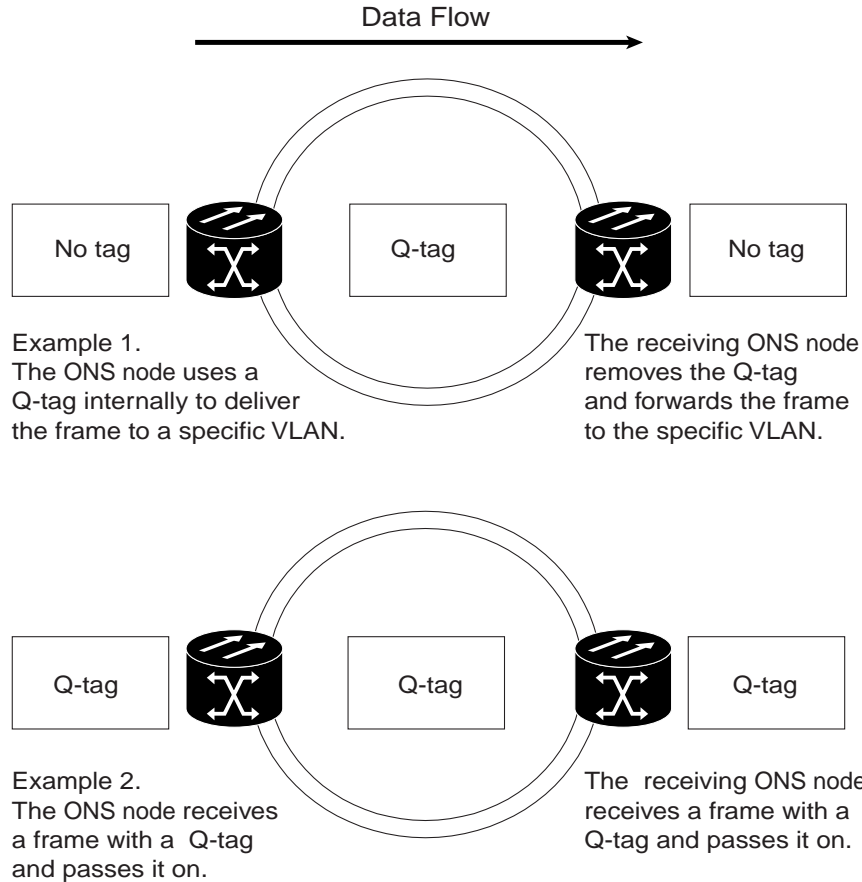 Data Flow
No tag
Q-tag
No tag
Example 1.
The ONS node uses a
Q-tag internally to deliver
the frame to a specific VLAN.
The receiving ONS node
removes the Q-tag
and forwards the frame
to the specific VLAN.
Q-tag
Q-tag
Q-tag
Example 2.
The ONS node receives
a frame with a Q-tag
and passes it on.
The receiving ONS node
receives a frame with a
Q-tag and passes it on.